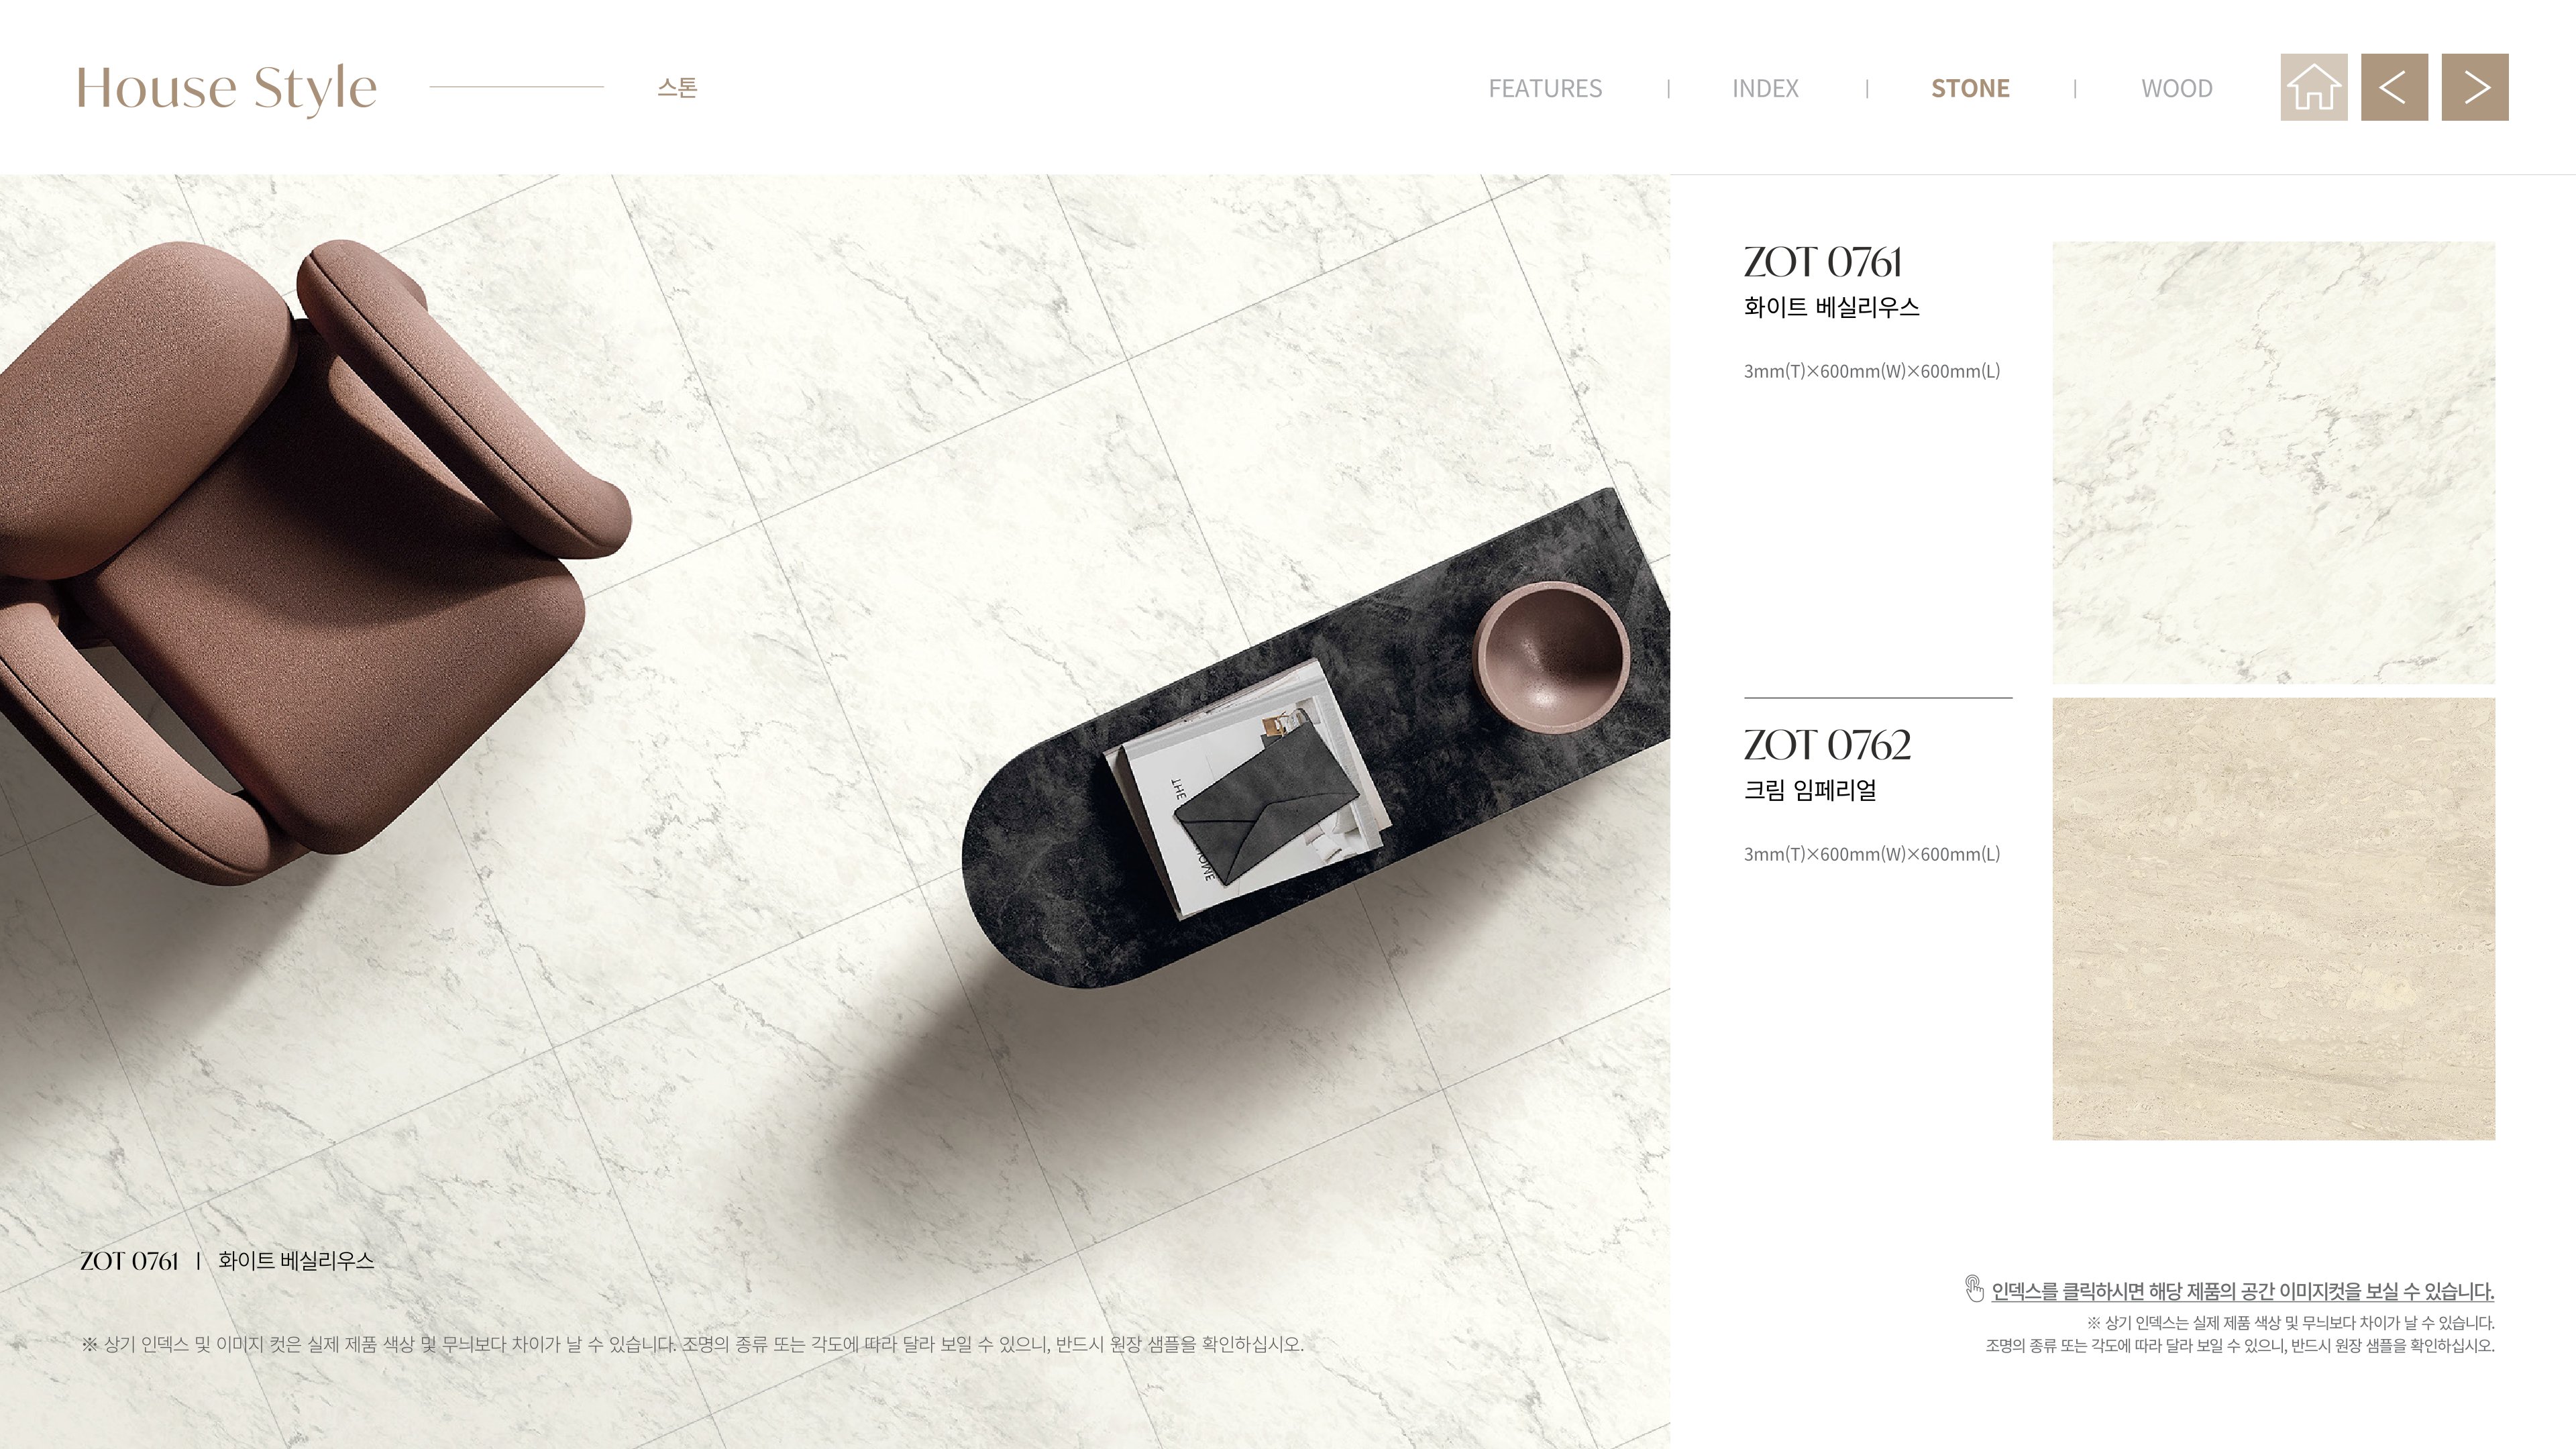 House Style
스톤
FEATURES | INDEX | STONE | WOOD
ZOT 0761
화이트 베실리우스
3mm(T)×600mm(W)×600mm(L)
ZOT 0762
크림 임페리얼
3mm(T)×600mm(W)×600mm(L)
THE
ZOT 0761 | 화이트 베실리우스
※ 상기 인덱스 및 이미지 컷은 실제 제품 색상 및 무늬보다 차이가 날 수 있습니다. 조명의 종류 또는 각도에 따라 달라 보일 수 있으니, 반드시 원장 샘플을 확인하십시오.
인덱스를 클릭하시면 해당 제품의 공간 이미지컷을 보실 수 있습니다.
※ 상기 인덱스는 실제 제품 색상 및 무늬보다 차이가 날 수 있습니다.
조명의 종류 또는 각도에 따라 달라 보일 수 있으니, 반드시 원장 샘플을 확인하십시오.